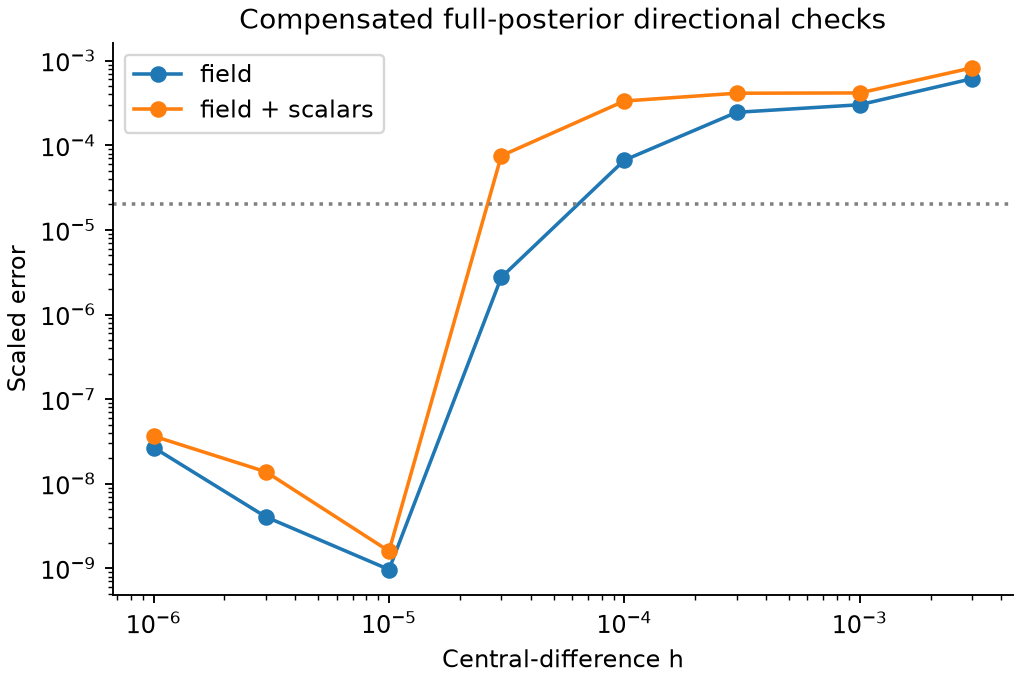 Compensated full-posterior directional checks
field
field + scalars
Scaled error
10⁻³
10⁻⁴
10⁻⁵
10⁻⁶
10⁻⁷
10⁻⁸
10⁻⁹
10⁻⁶ 10⁻⁵ 10⁻⁴ 10⁻³
Central-difference h